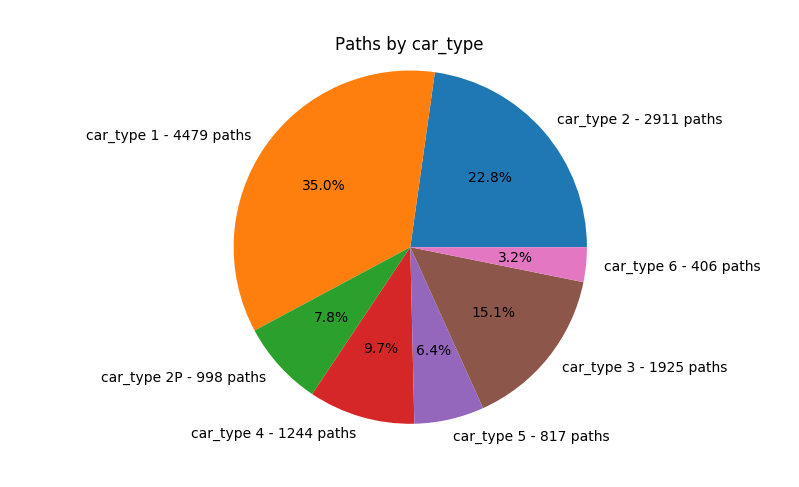 Paths by car_type
car_type 2 - 2911 paths
car_type 1 - 4479 paths
22.8%
35.0%
3.2%
car_type 6 - 406 paths
15.1%
7.8%
9.7%
6.4%
car_type 3 - 1925 paths
car_type 2P - 998 paths
car_type 4 - 1244 paths
car_type 5 - 817 paths